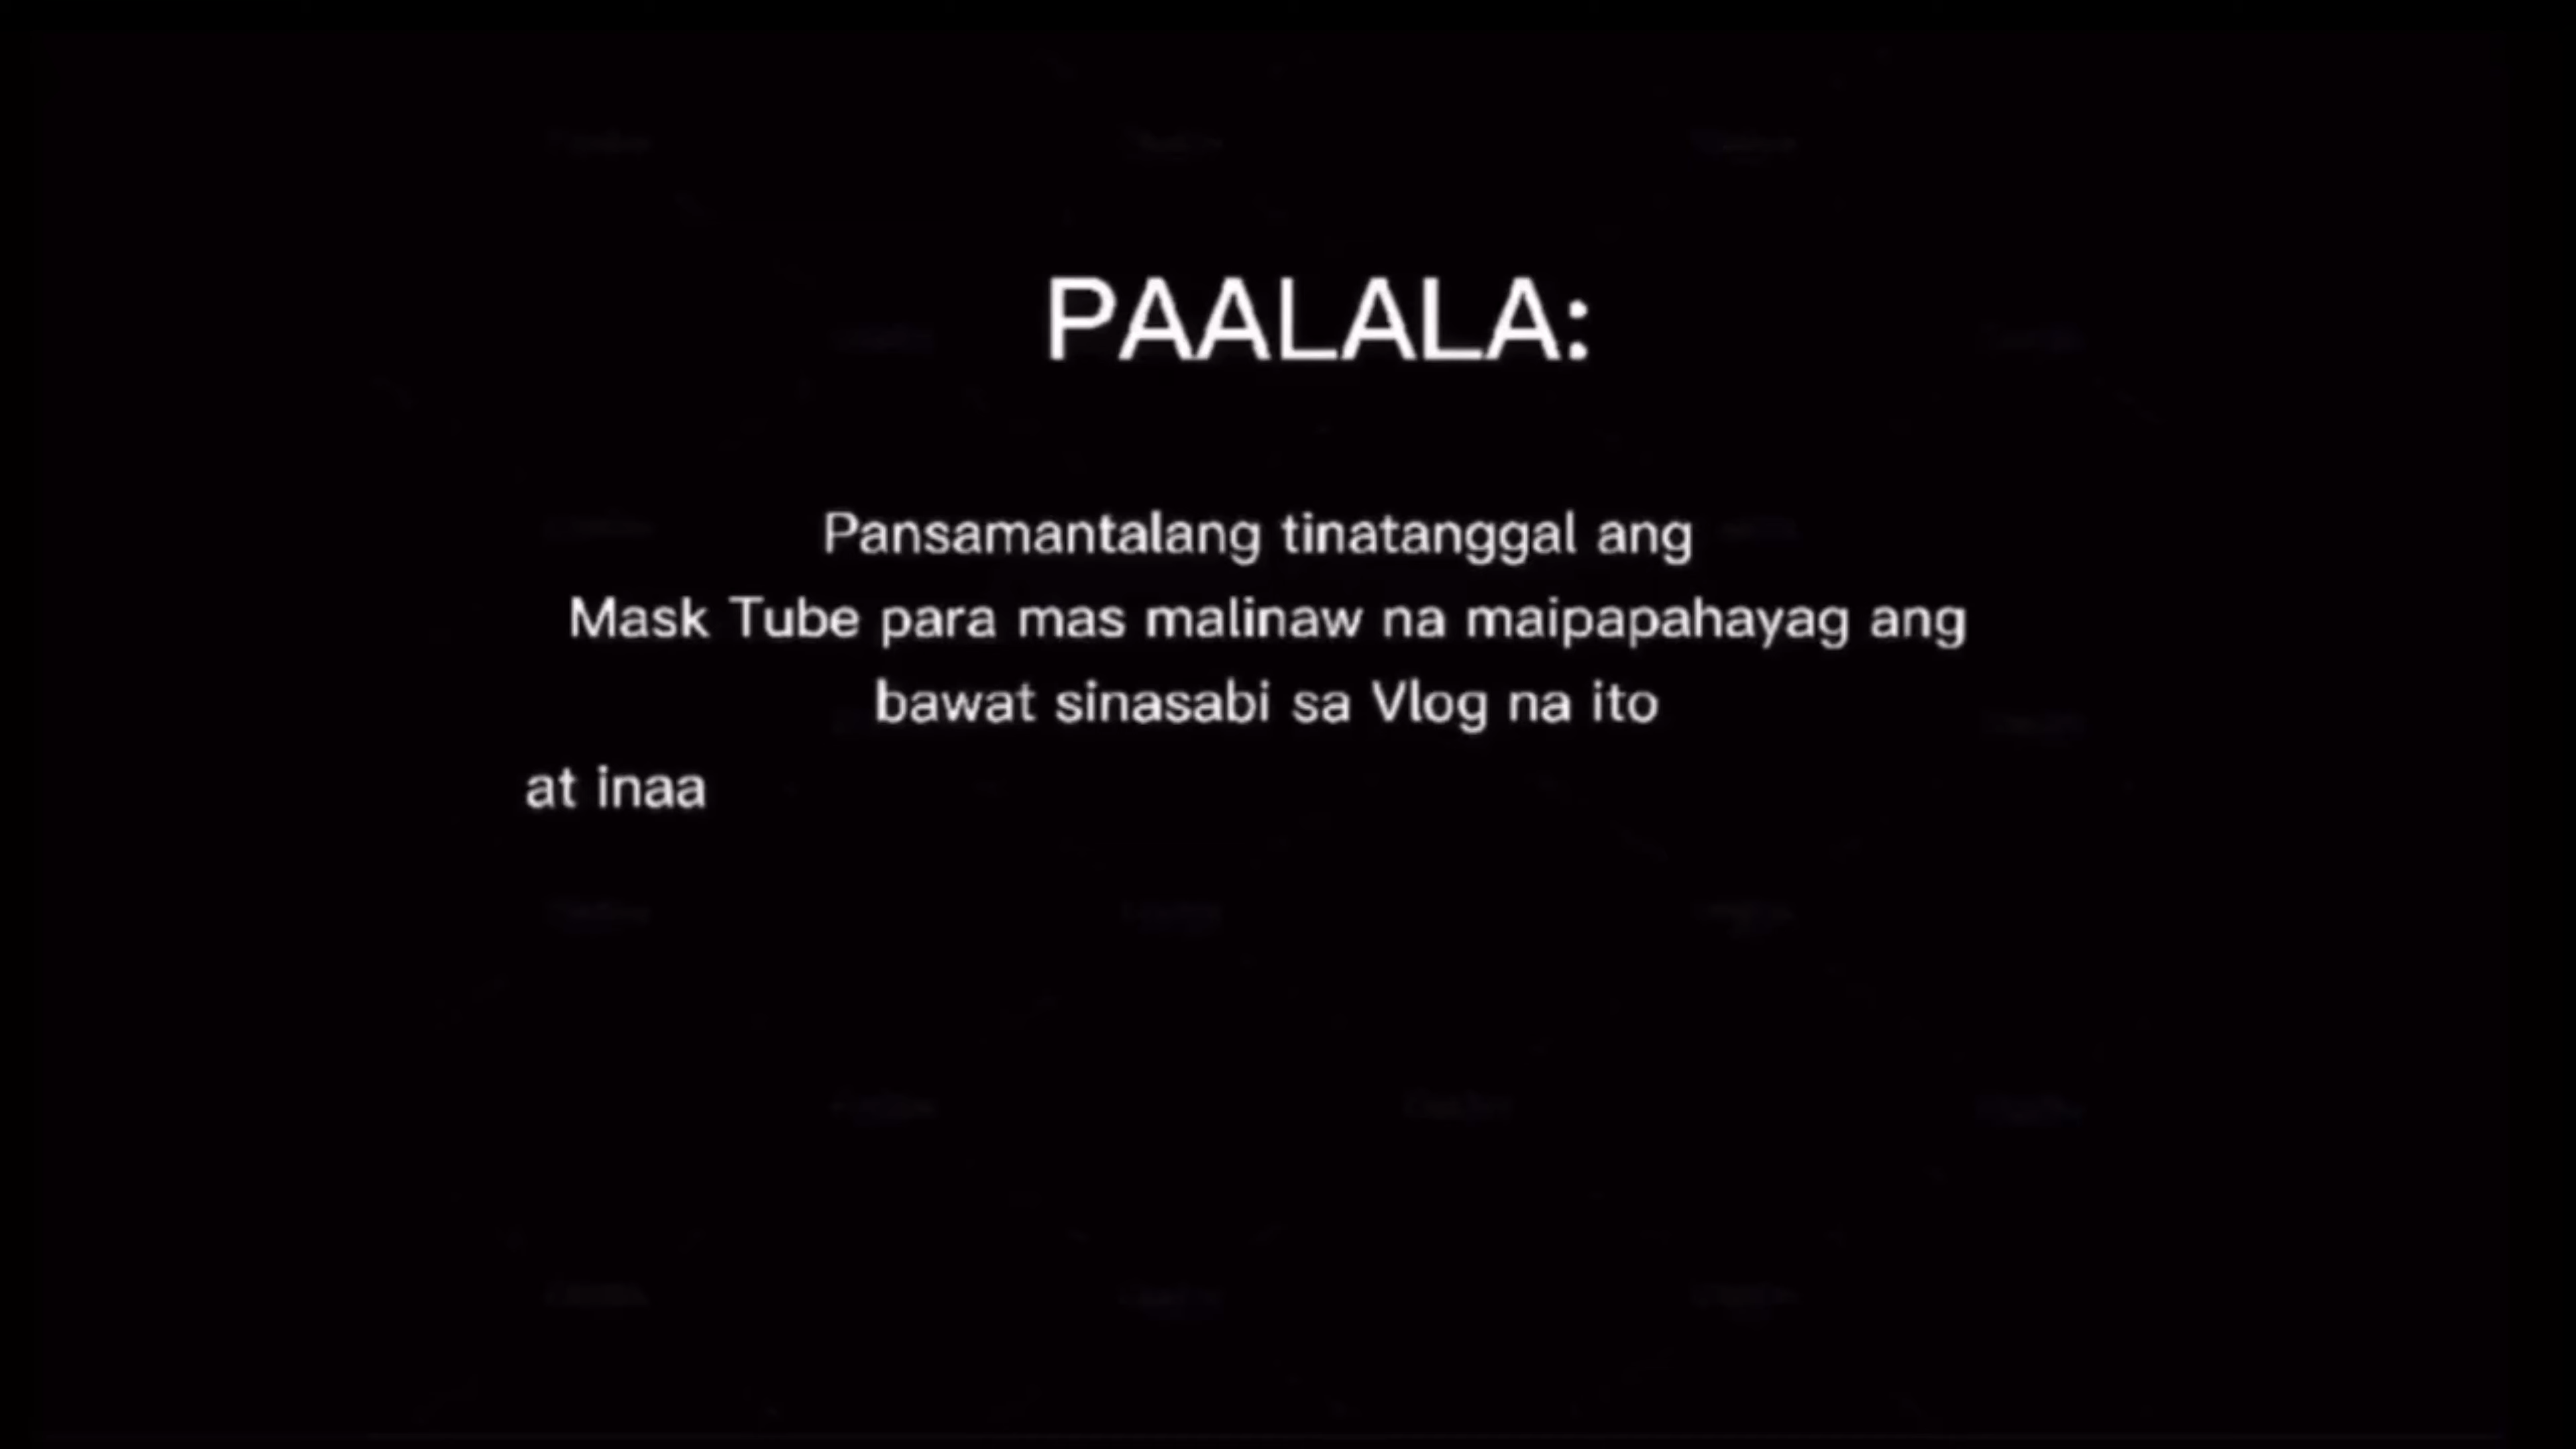 PAALALA:
Pansamantalang tinatanggal ang
Mask Tube para mas malinaw na maipapahayag ang
bawat sinasabi sa Vlog na ito
at inaa